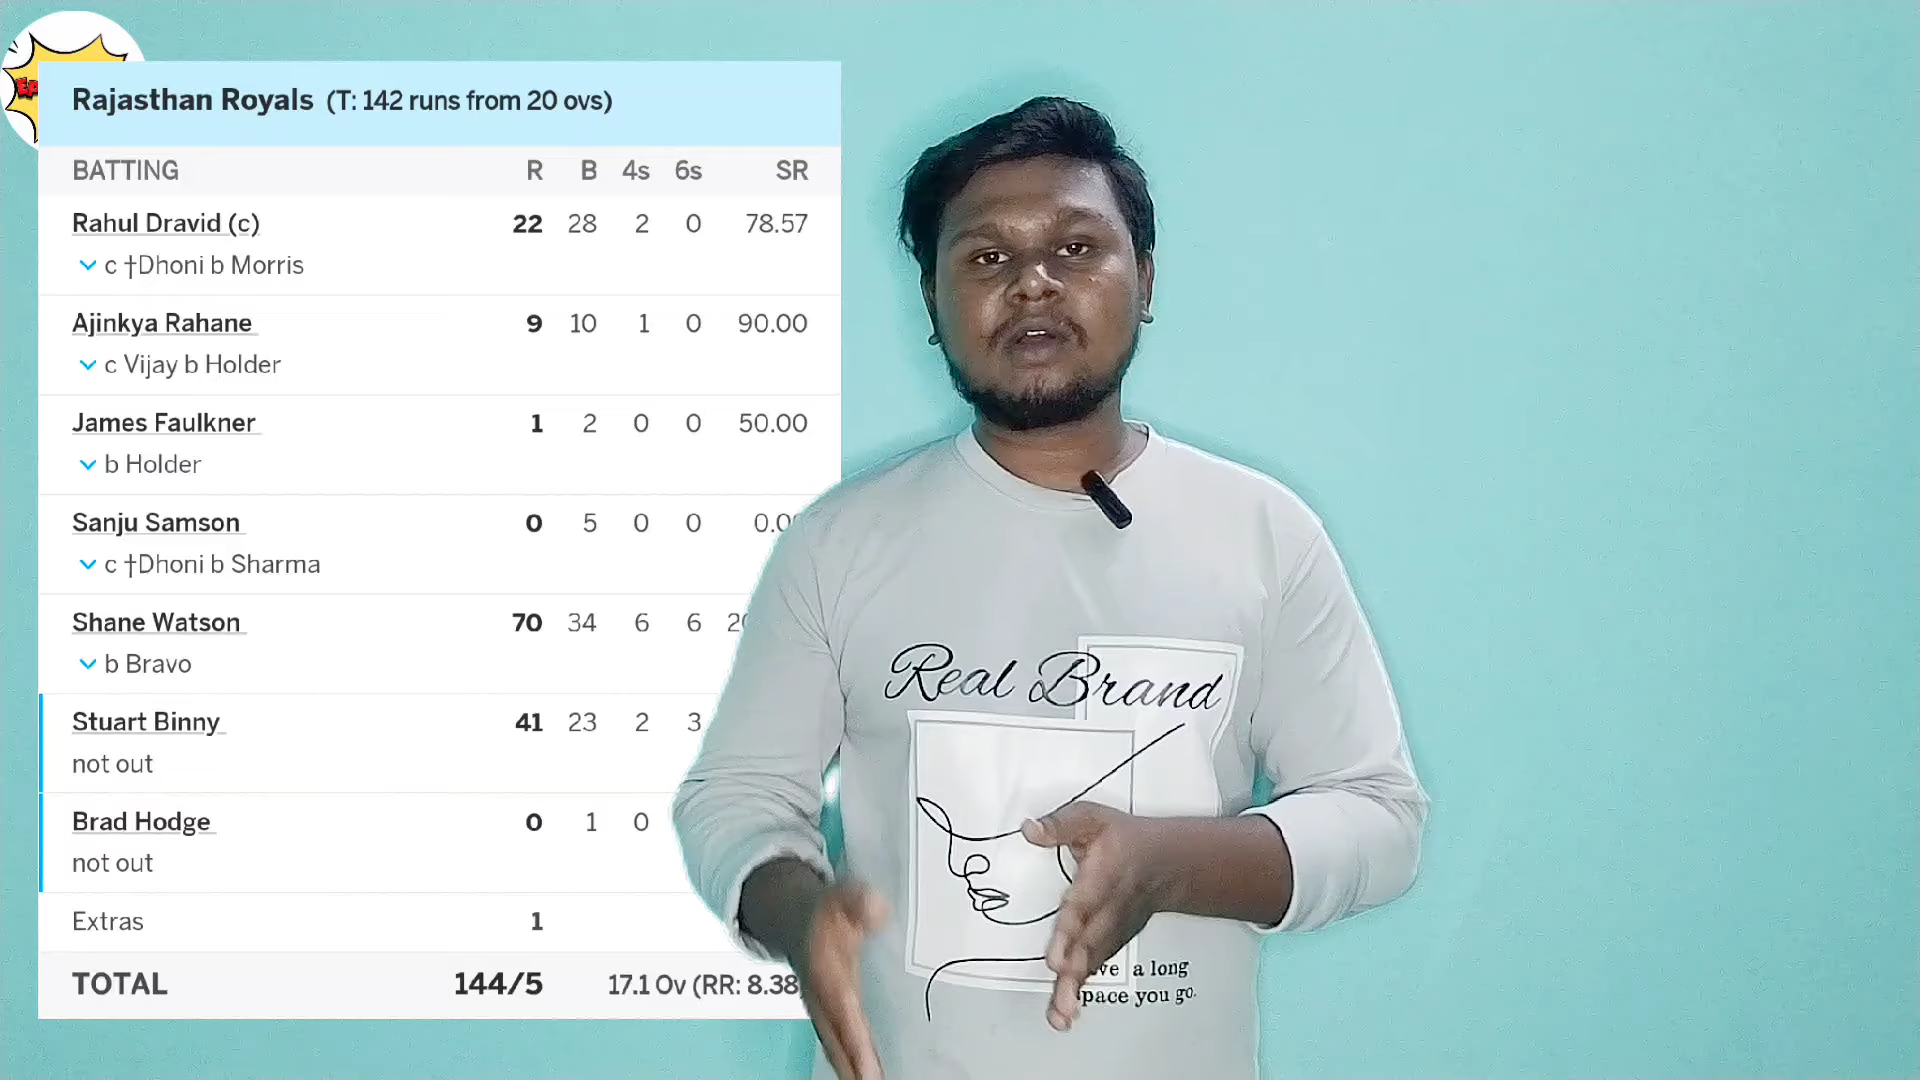 Rajasthan Royals (T: 142 runs from 20 ovs)
BATTING R B 4s 6s SR
Rahul Dravid (c) 22 28 2 0 78.57
c †Dhoni b Morris
Ajinkya Rahane 9 10 1 0 90.00
c Vijay b Holder
James Faulkner 1 2 0 0 50.00
b Holder
Sanju Samson 0 5 0 0
c †Dhoni b Sharma
Shane Watson 70 34 6 6
b Bravo
Stuart Binny 41 23 2 3
not out
Brad Hodge 0 1 0
not out
Extras 1
TOTAL 144/5 17.1 Ov (RR: 8.38
Real Brand
a long
pace you go.